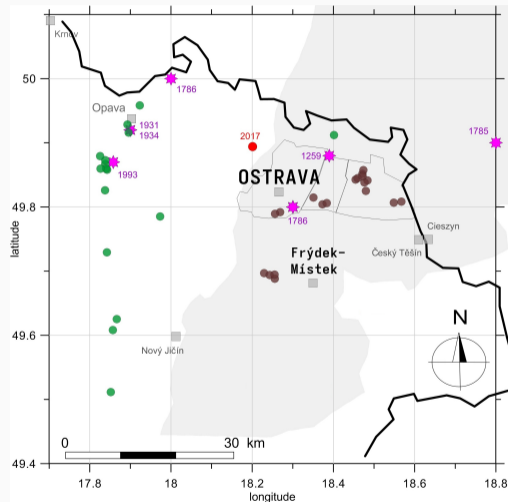 Krnov
50
1786
1785
Opava
1931
1934
2017
1259
1993
OSTRAVA
49.8
1786
Cieszyn
Český Těšín
Frýdek-
Místek
latitude
N
49.6
Nový Jičín
0
30 km
49.4
17.8
18
18.2
18.4
18.6
18.8
longitude